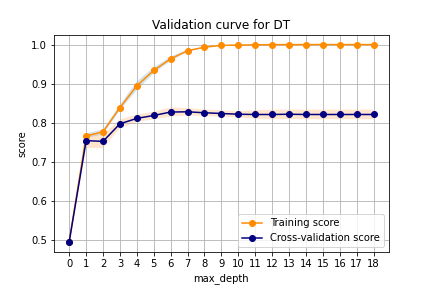 Validation curve for DT
score
1.0
0.9
0.8
0.7
0.6
0.5
Training score
Cross-validation score
0 1 2 3 4 5 6 7 8 9 10 11 12 13 14 15 16 17 18
max_depth